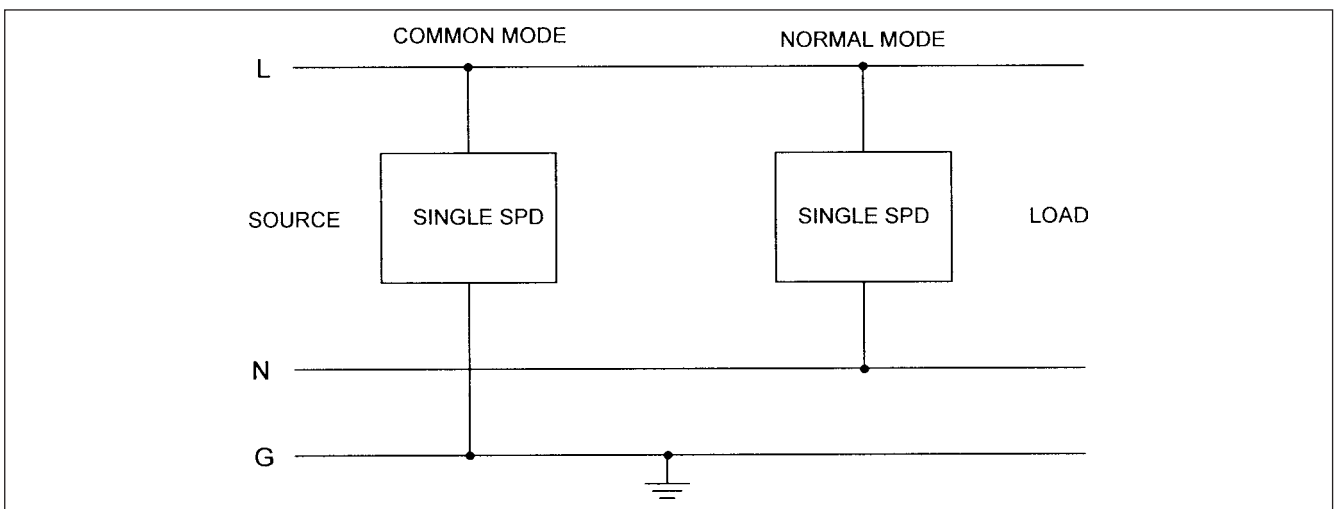 COMMON MODE
NORMAL MODE
L
SOURCE
SINGLE SPD
SINGLE SPD
LOAD
N
G